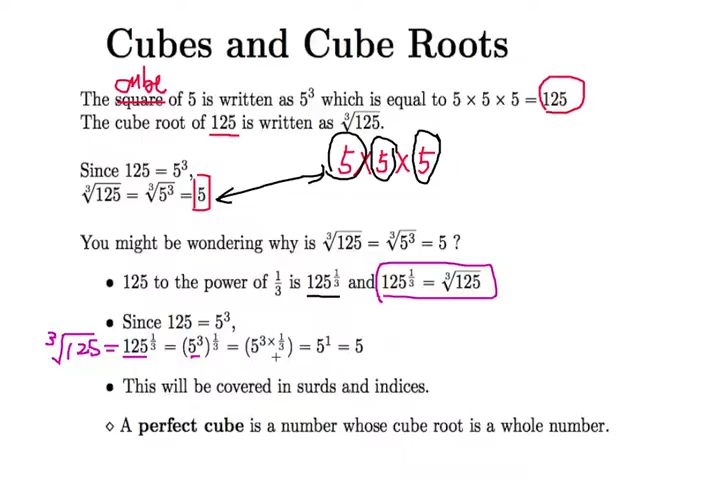 Cubes and Cube Roots
cube
The square of 5 is written as 5³ which is equal to 5 × 5 × 5 = 125
The cube root of 125 is written as ∛125.
5 × 5 × 5
Since 125 = 5³,
∛125 = ∛5³ = 5
You might be wondering why is ∛125 = ∛5³ = 5 ?
• 125 to the power of 1/3 is 125^(1/3) and 125^(1/3) = ∛125
• Since 125 = 5³,
∛125 = 125^(1/3) = (5³)^(1/3) = (5^(3 × 1/3)) = 5¹ = 5
• This will be covered in surds and indices.
⋄ A perfect cube is a number whose cube root is a whole number.